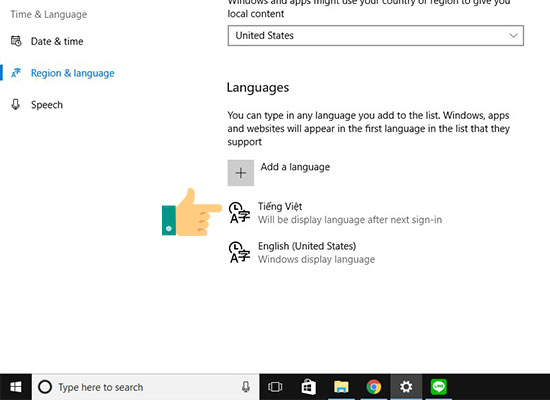 Time & Language
Date & time
Region & language
Speech
Windows and apps might use your country or region to give you
local content
United States
Languages
You can type in any language you add to the list. Windows, apps
and websites will appear in the first language in the list that they
support
Add a language
Tiếng Việt
Will be display language after next sign-in
English (United States)
Windows display language
Type here to search
LINE